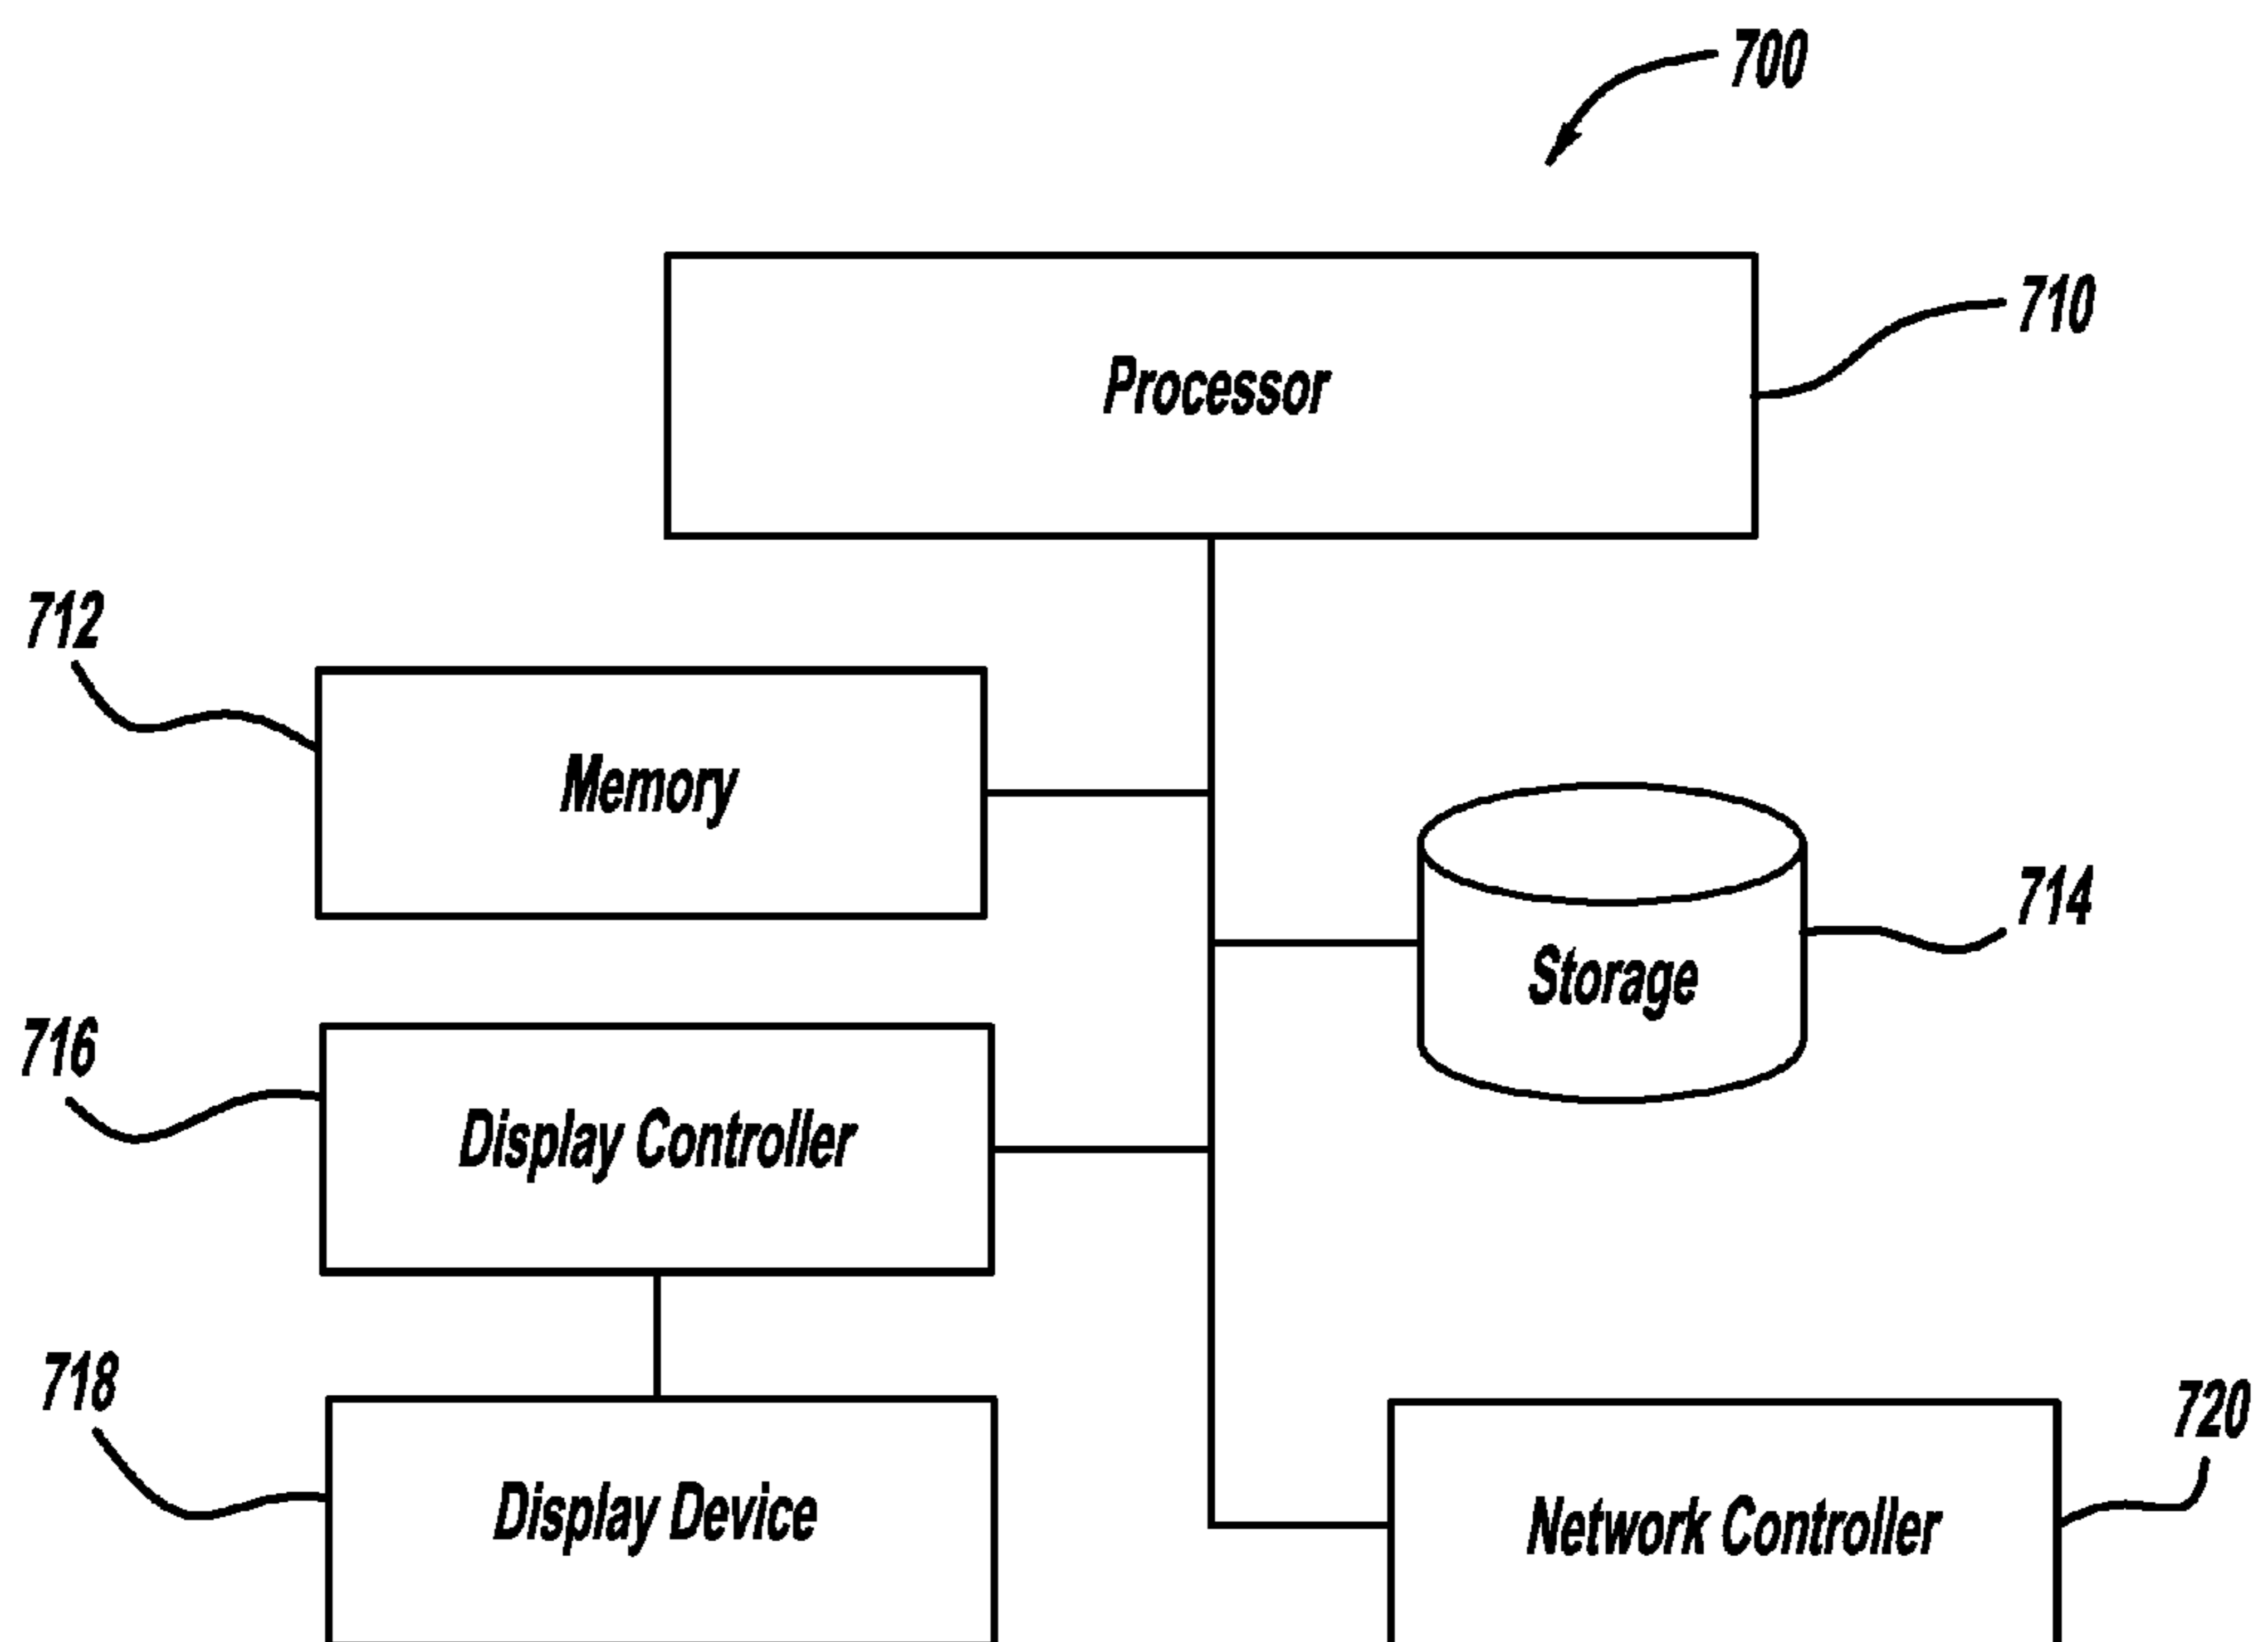 700
710
Processor
712
Memory
714
Storage
716
Display Controller
718
Display Device
720
Network Controller